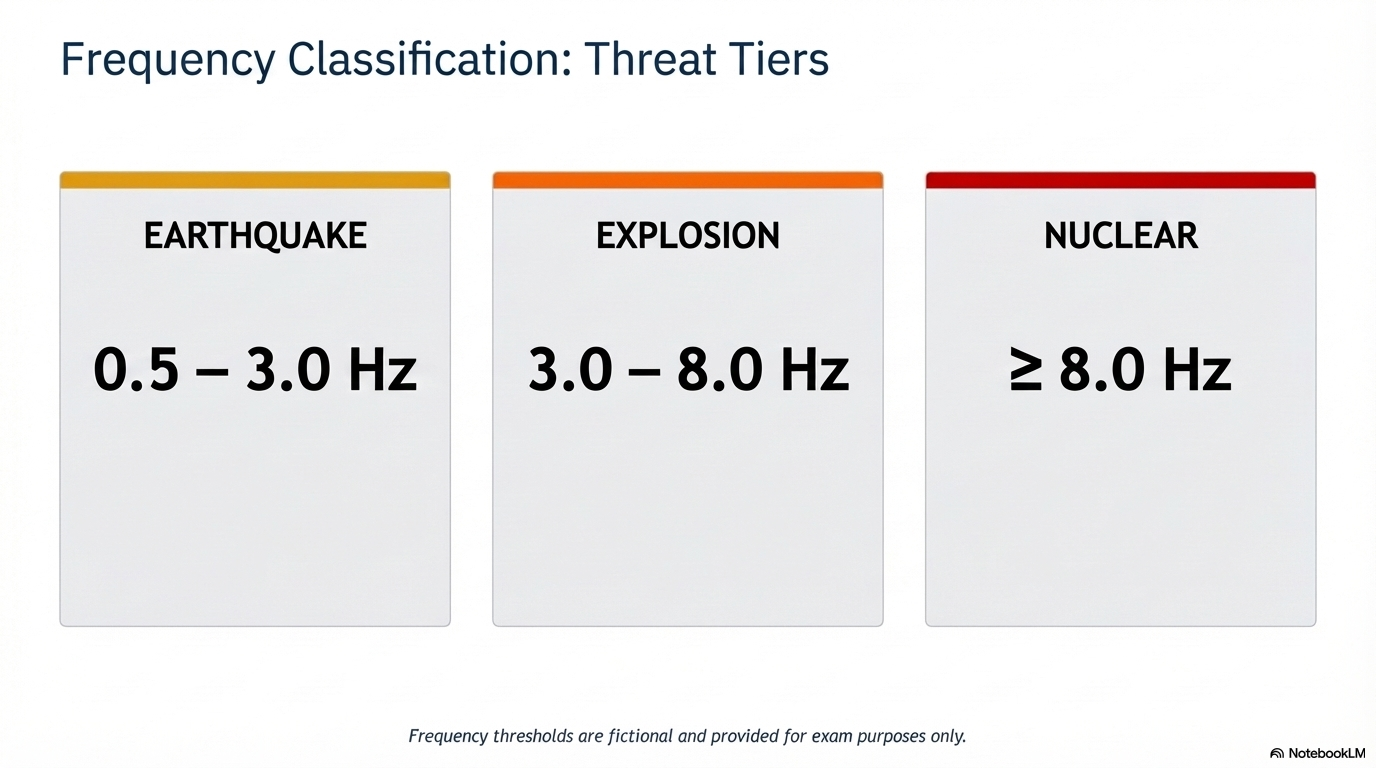 Frequency Classification: Threat Tiers
EARTHQUAKE
0.5 – 3.0 Hz
EXPLOSION
3.0 – 8.0 Hz
NUCLEAR
≥ 8.0 Hz
Frequency thresholds are fictional and provided for exam purposes only.
NotebookLM